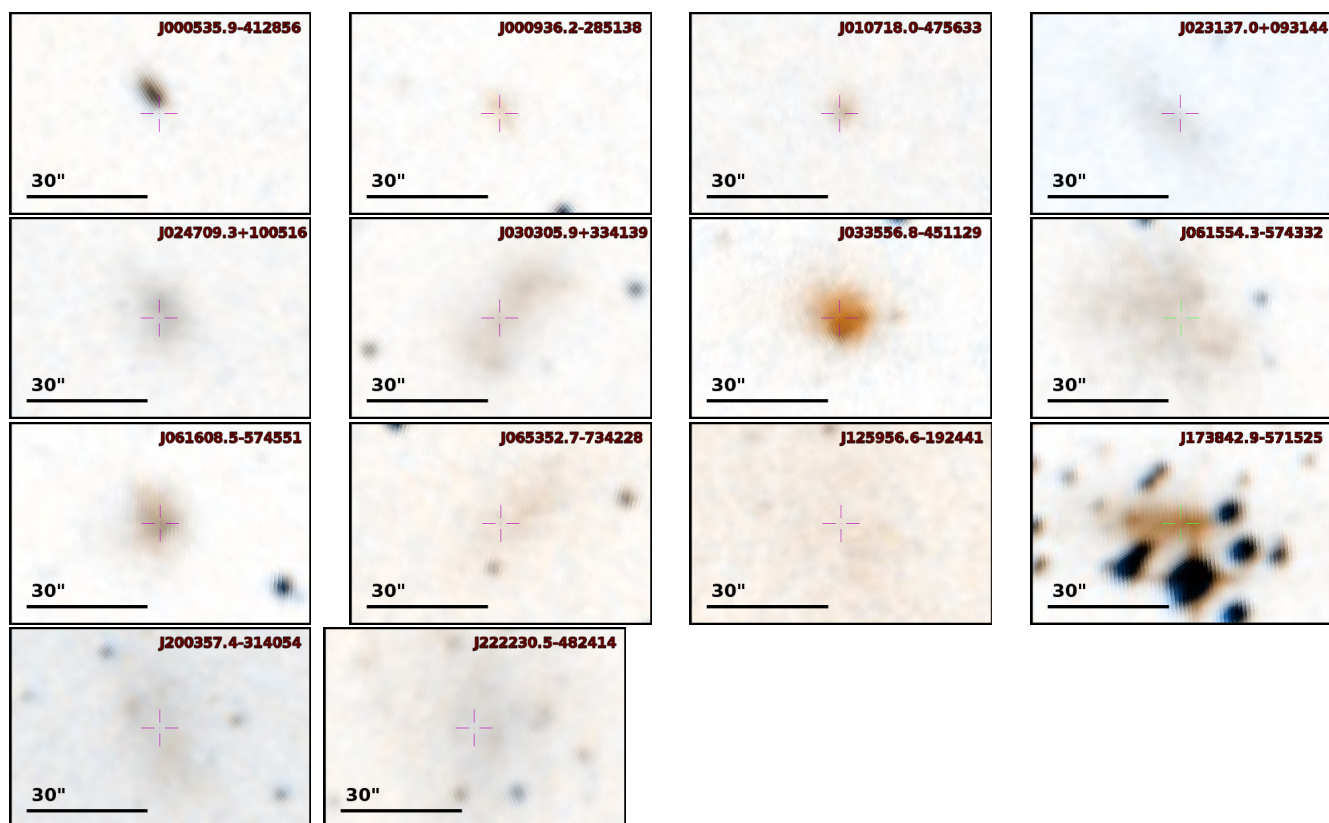 J000535.9-412856
30"
J000936.2-285138
30"
J010718.0-475633
30"
J023137.0+093144
30"
J024709.3+100516
30"
J030305.9+334139
30"
J033556.8-451129
30"
J061554.3-574332
30"
J061608.5-574551
30"
J065352.7-734228
30"
J125956.6-192441
30"
J173842.9-571525
30"
J200357.4-314054
30"
J222230.5-482414
30"